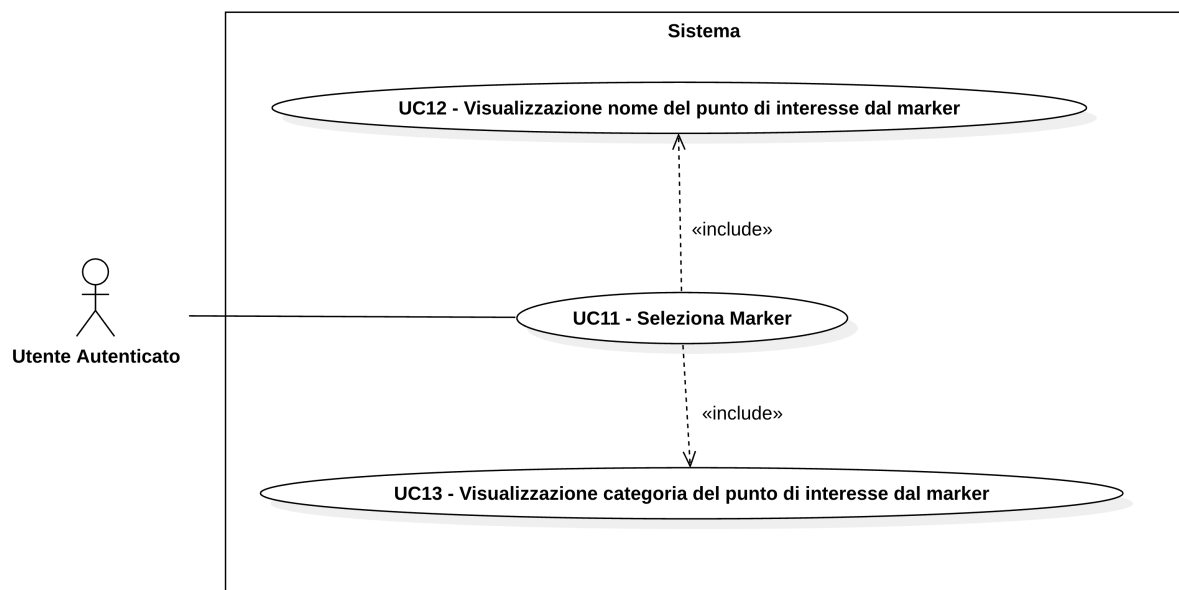 Sistema
UC12 - Visualizzazione nome del punto di interesse dal marker
«include»
UC11 - Seleziona Marker
Utente Autenticato
«include»
UC13 - Visualizzazione categoria del punto di interesse dal marker